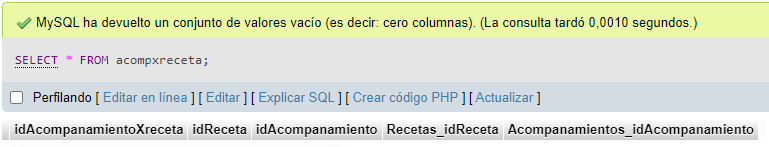 MySQL ha devuelto un conjunto de valores vacío (es decir: cero columnas). (La consulta tardó 0,0010 segundos.)
SELECT * FROM acompxreceta;
Perfilando [ Editar en línea ] [ Editar ] [ Explicar SQL ] [ Crear código PHP ] [ Actualizar ]
idAcompanamientoXreceta idReceta idAcompanamiento Recetas_idReceta Acompanamientos_idAcompanamiento